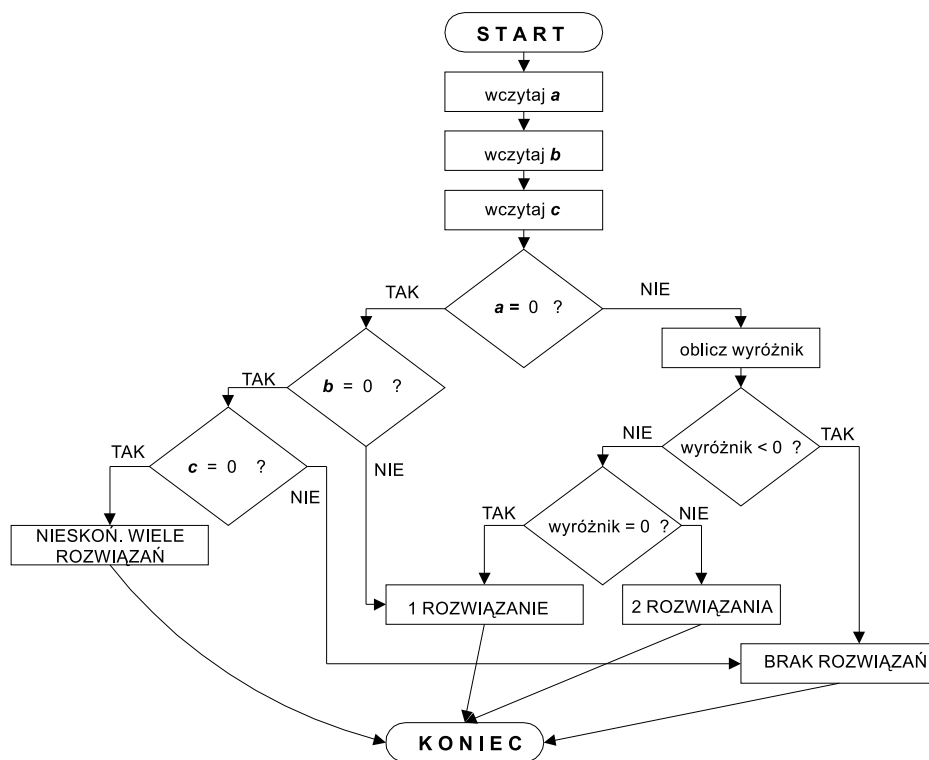 START
wczytaj a
wczytaj b
wczytaj c
TAK
a = 0 ?
NIE
oblicz wyróżnik
TAK
b = 0 ?
NIE
wyróżnik < 0 ?
TAK
TAK
c = 0 ?
NIE
NIE
TAK
wyróżnik = 0 ?
NIE
NIESKOŃ. WIELE
ROZWIĄZAŃ
1 ROZWIĄZANIE
2 ROZWIĄZANIA
BRAK ROZWIĄZAŃ
KONIEC